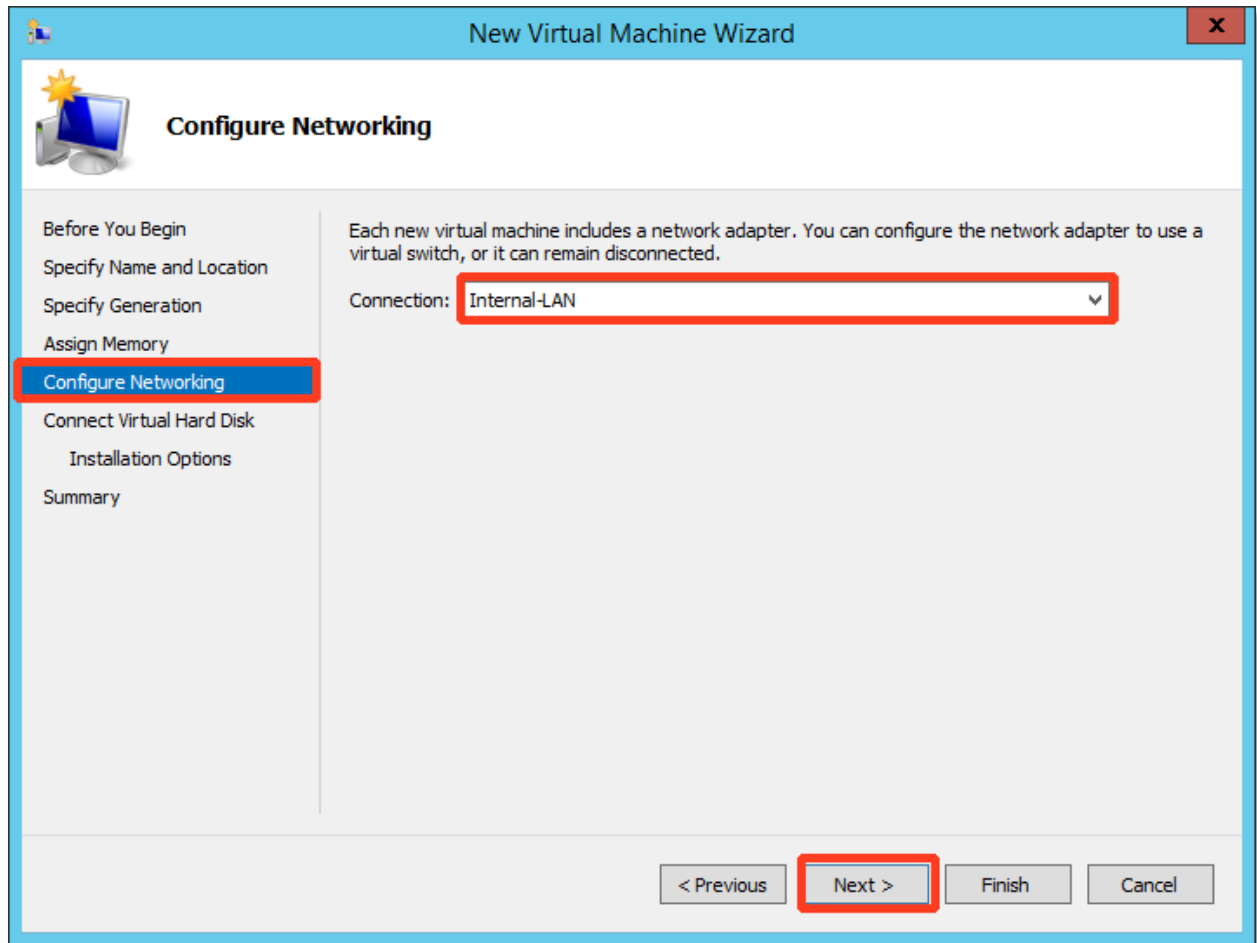 New Virtual Machine Wizard
X
Configure Networking
Before You Begin
Specify Name and Location
Specify Generation
Assign Memory
Configure Networking
Connect Virtual Hard Disk
Installation Options
Summary
Each new virtual machine includes a network adapter. You can configure the network adapter to use a
virtual switch, or it can remain disconnected.
Connection: Internal-LAN
< Previous Next > Finish Cancel